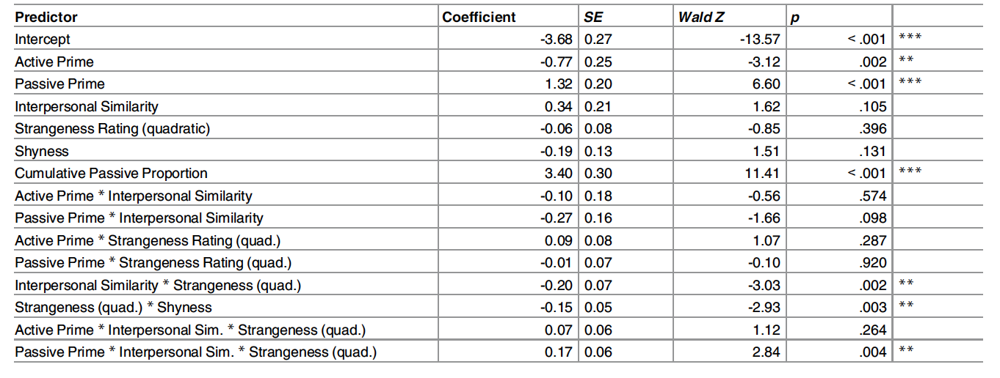 Predictor Coefficient SE Wald Z p
Intercept -3.68 0.27 -13.57 < .001 ***
Active Prime -0.77 0.25 -3.12 .002 **
Passive Prime 1.32 0.20 6.60 < .001 ***
Interpersonal Similarity 0.34 0.21 1.62 .105
Strangeness Rating (quadratic) -0.06 0.08 -0.85 .396
Shyness -0.19 0.13 1.51 .131
Cumulative Passive Proportion 3.40 0.30 11.41 < .001 ***
Active Prime * Interpersonal Similarity -0.10 0.18 -0.56 .574
Passive Prime * Interpersonal Similarity -0.27 0.16 -1.66 .098
Active Prime * Strangeness Rating (quad.) 0.09 0.08 1.07 .287
Passive Prime * Strangeness Rating (quad.) -0.01 0.07 -0.10 .920
Interpersonal Similarity * Strangeness (quad.) -0.20 0.07 -3.03 .002 **
Strangeness (quad.) * Shyness -0.15 0.05 -2.93 .003 **
Active Prime * Interpersonal Sim. * Strangeness (quad.) 0.07 0.06 1.12 .264
Passive Prime * Interpersonal Sim. * Strangeness (quad.) 0.17 0.06 2.84 .004 **